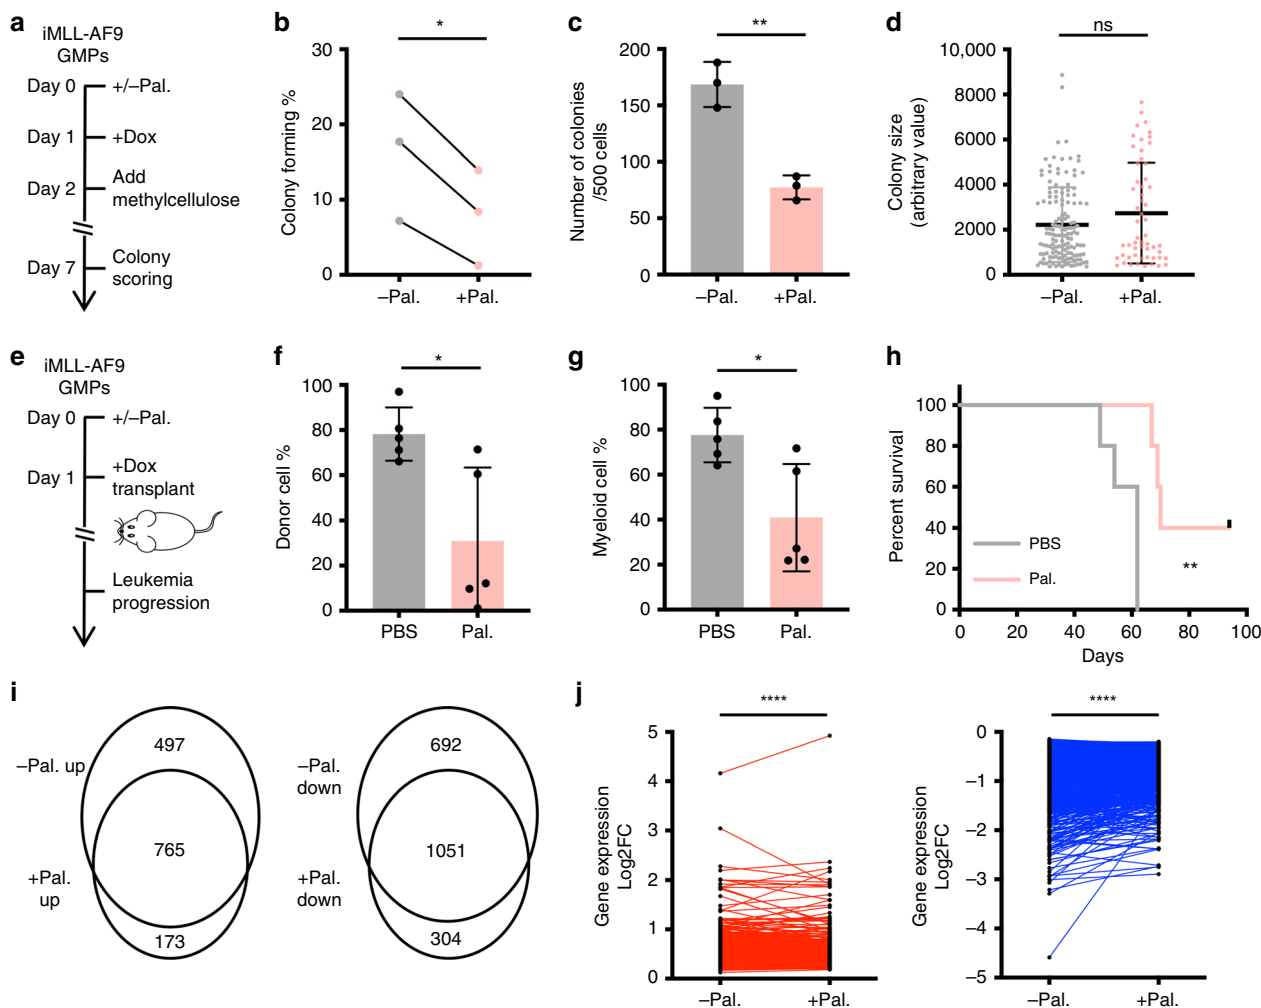 a
iMLL-AF9
GMPs
Day 0
+/–Pal.
Day 1
+Dox
Day 2
Add
methylcellulose
Day 7
Colony
scoring
b
*
Colony forming %
30
20
10
0
–Pal.
+Pal.
c
**
Number of colonies
/500 cells
200
150
100
50
0
–Pal.
+Pal.
d
ns
Colony size
(arbitrary value)
10,000
8000
6000
4000
2000
0
–Pal.
+Pal.
e
iMLL-AF9
GMPs
Day 0
+/–Pal.
Day 1
+Dox
transplant
Leukemia
progression
f
*
Donor cell %
100
80
60
40
20
0
PBS
Pal.
g
*
Myeloid cell %
100
80
60
40
20
0
PBS
Pal.
h
Percent survival
100
80
60
40
20
0
PBS
Pal.
**
0
20
40
60
80
100
Days
i
–Pal. up
497
765
+Pal.
up
173
–Pal.
down
692
1051
+Pal.
down
304
j
****
Gene expression
Log2FC
5
4
3
2
1
0
–Pal.
+Pal.
****
Gene expression
Log2FC
–0
–1
–2
–3
–4
–5
–Pal.
+Pal.